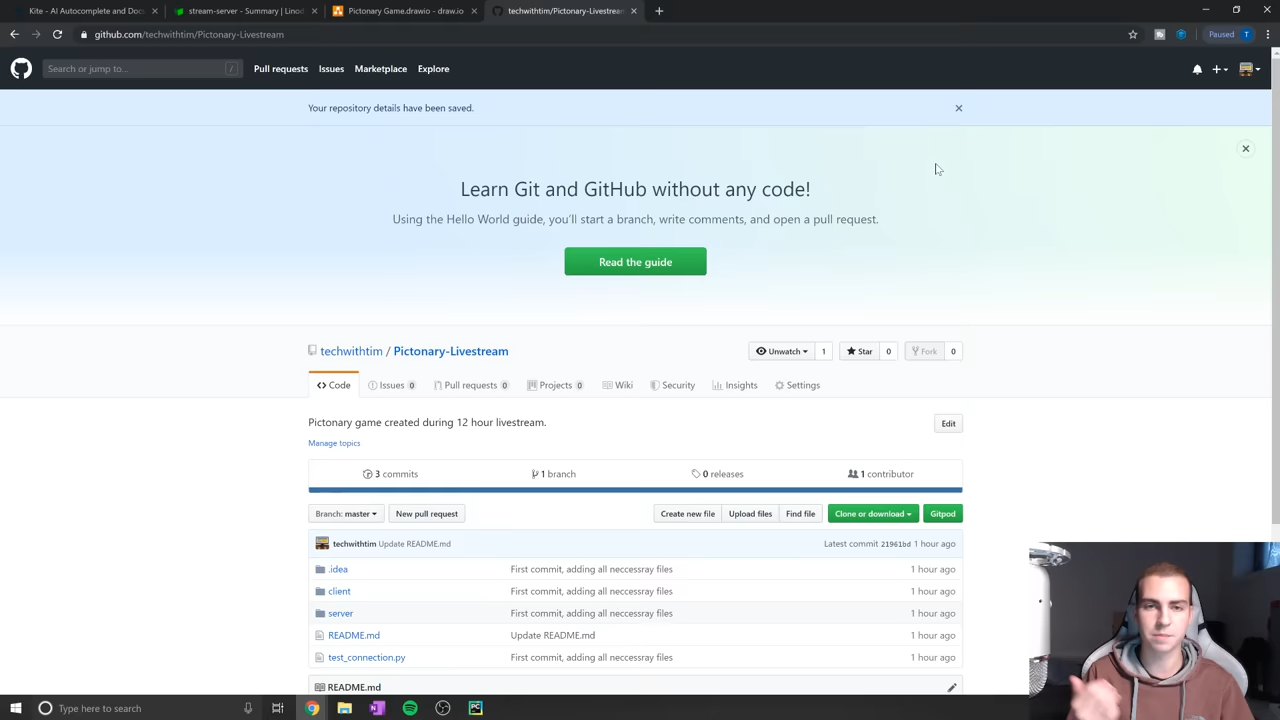 Kite - AI Autocomplete and Docs
stream-server - Summary | Linod
Pictonary Game.drawio - draw.io
techwithtim/Pictonary-Livestream
github.com/techwithtim/Pictonary-Livestream
Paused
T
Search or jump to...
/
Pull requests
Issues
Marketplace
Explore
Your repository details have been saved.
Learn Git and GitHub without any code!
Using the Hello World guide, you'll start a branch, write comments, and open a pull request.
Read the guide
techwithtim / Pictonary-Livestream
Unwatch 1
Star 0
Fork 0
Code
Issues 0
Pull requests 0
Projects 0
Wiki
Security
Insights
Settings
Pictonary game created during 12 hour livestream.
Edit
Manage topics
3 commits
1 branch
0 releases
1 contributor
Branch: master
New pull request
Create new file
Upload files
Find file
Clone or download
Gitpod
techwithtim Update README.md
Latest commit 21961bd 1 hour ago
.idea First commit, adding all neccessray files 1 hour ago
client First commit, adding all neccessray files 1 hour ago
server First commit, adding all neccessray files 1 hour ago
README.md Update README.md 1 hour ago
test_connection.py First commit, adding all neccessray files 1 hour ago
README.md
Type here to search
PC